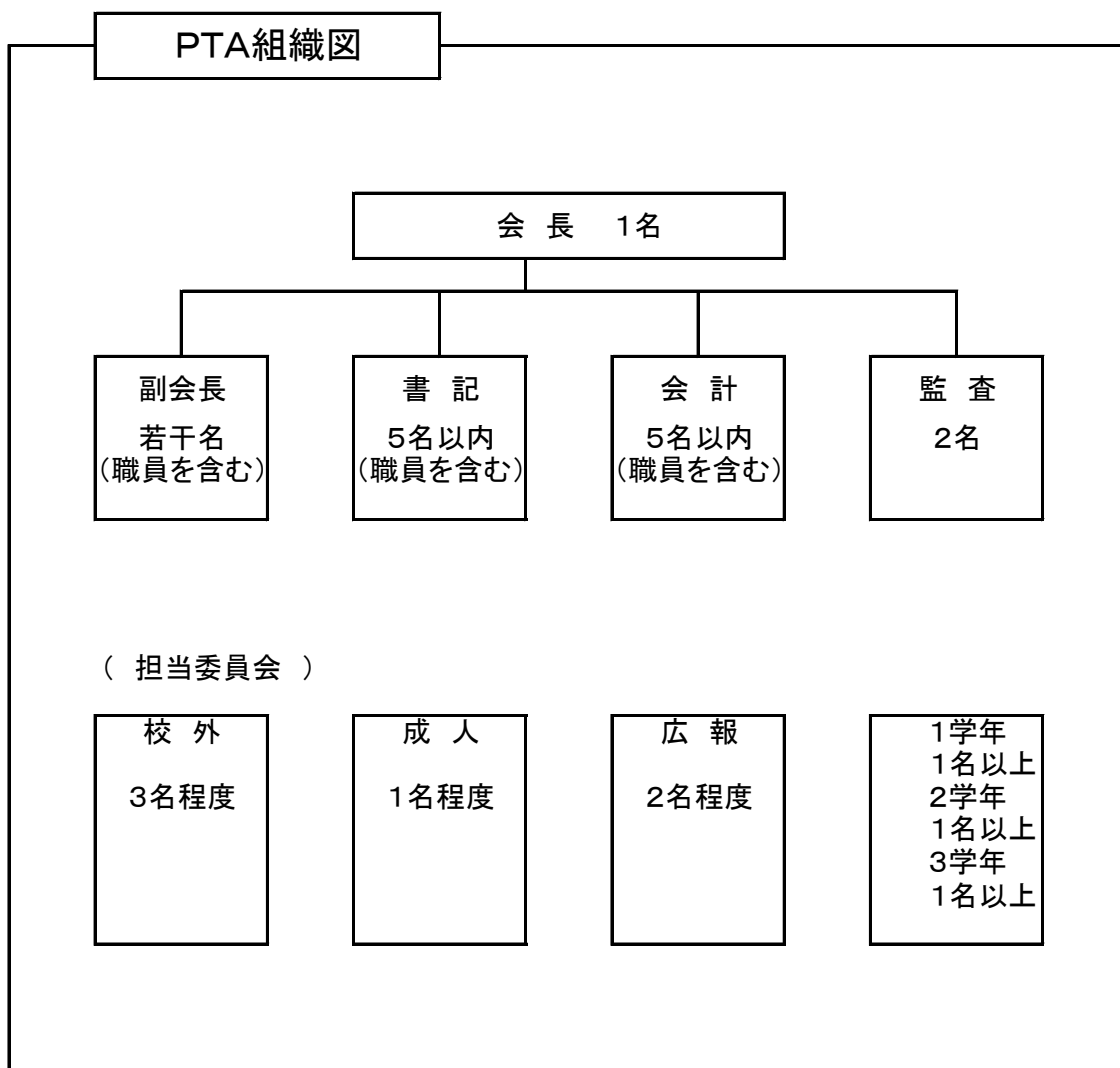 PTA組織図
会 長　1名
副会長
若干名
(職員を含む)
書 記
5名以内
(職員を含む)
会 計
5名以内
(職員を含む)
監 査
2名
( 担当委員会 )
校 外
3名程度
成 人
1名程度
広 報
2名程度
1学年
1名以上
2学年
1名以上
3学年
1名以上